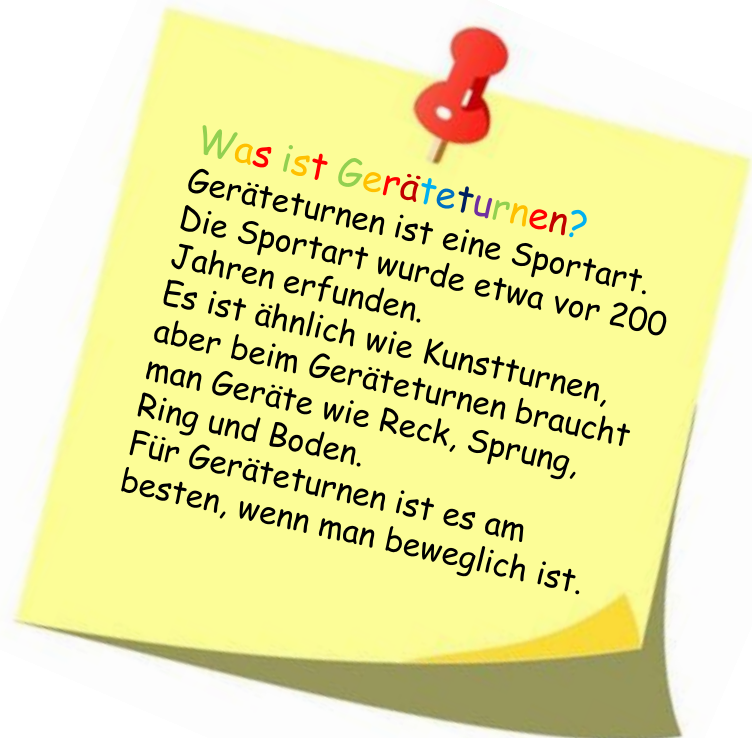 Was ist Geräteturnen?
Geräteturnen ist eine Sportart.
Die Sportart wurde etwa vor 200
Jahren erfunden.
Es ist ähnlich wie Kunstturnen,
aber beim Geräteturnen braucht
man Geräte wie Reck, Sprung,
Ring und Boden.
Für Geräteturnen ist es am
besten, wenn man beweglich ist.